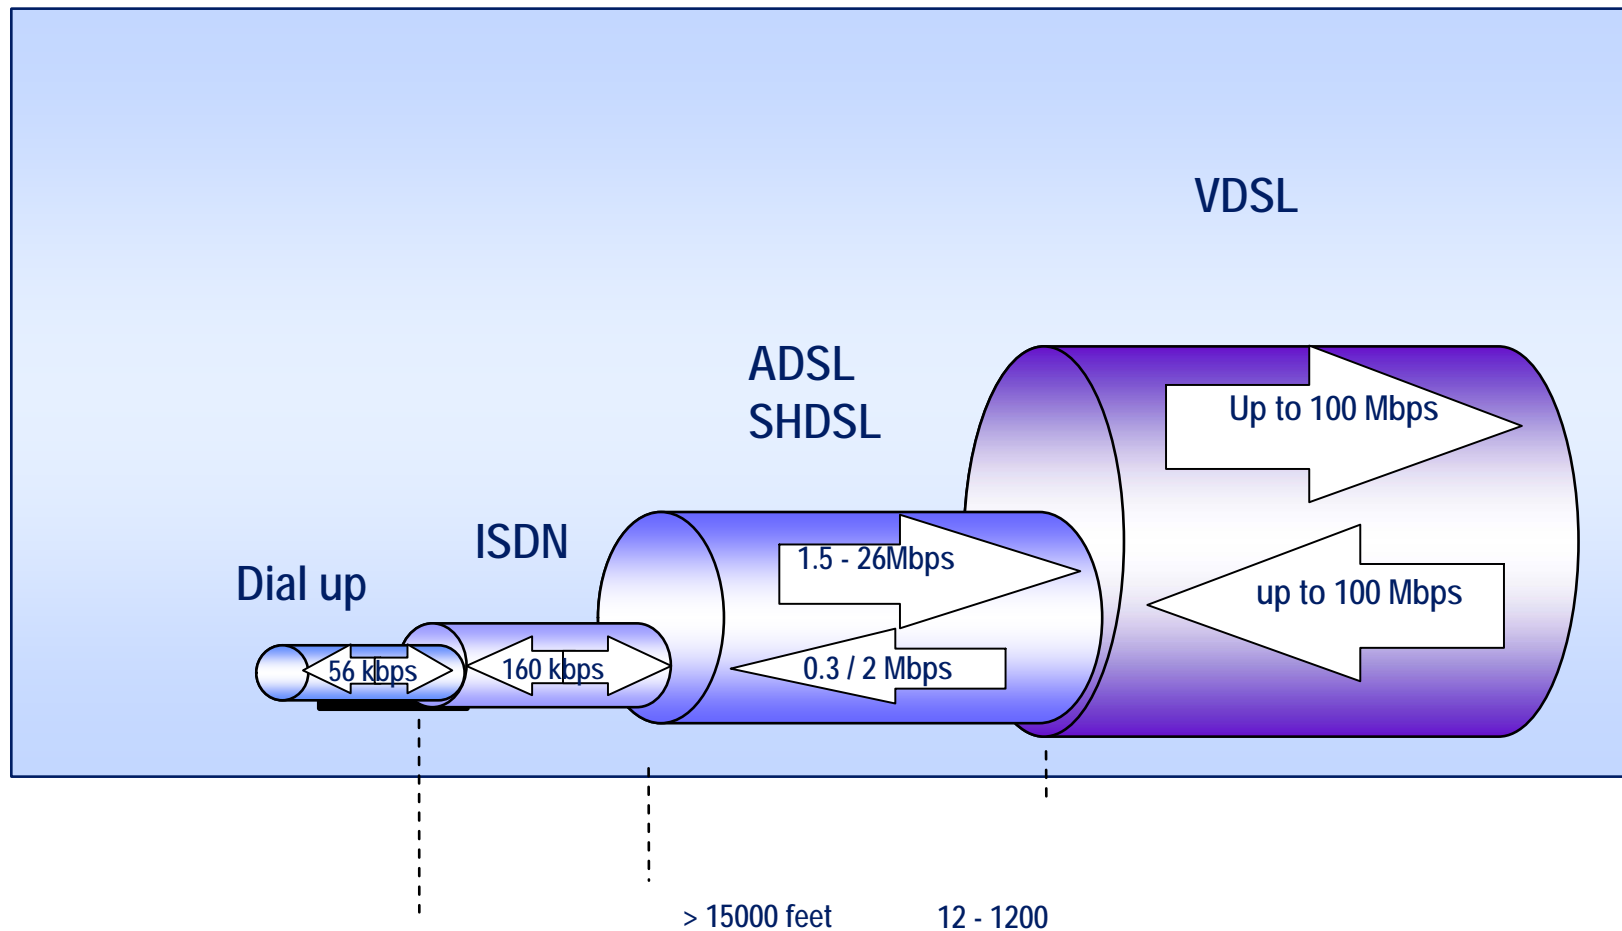 VDSL
ADSL
SHDSL
Up to 100 Mbps
ISDN
1.5 - 26Mbps
Dial up
up to 100 Mbps
56 kbps
160 kbps
0.3 / 2 Mbps
> 15000 feet
12 - 1200